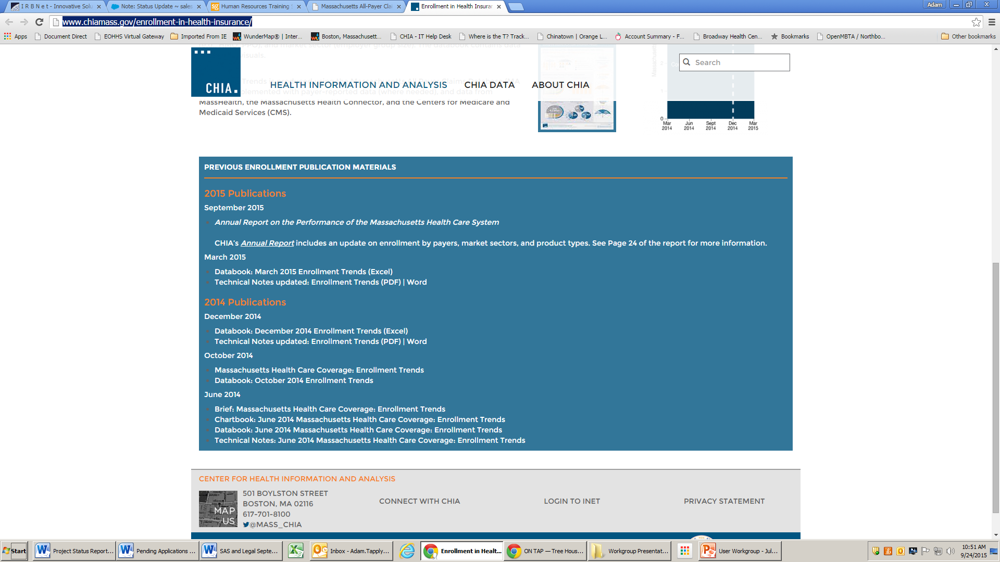 I R B N e t - Innovative Solu
Note: Status Update ~ sales
Human Resources Training
Massachusetts All-Payer Clai
Enrollment in Health Insuran
Adam
www.chiamass.gov/enrollment-in-health-insurance/
Apps
Document Direct
EOHHS Virtual Gateway
Imported From IE
WunderMap® | Inter...
Boston, Massachusett...
CHIA - IT Help Desk
Where is the T? Track...
Chinatown | Orange L...
Account Summary - F...
Broadway Health Cen...
Bookmarks
OpenMBTA / Northbo...
Other bookmarks
CHIA.
HEALTH INFORMATION AND ANALYSIS
CHIA DATA
ABOUT CHIA
Search
MassHealth, the Massachusetts Health Connector, and the Centers for Medicare and
Medicaid Services (CMS).
2
1
0
Mar 2014
Jun 2014
Sept 2014
Dec 2014
Mar 2015
PREVIOUS ENROLLMENT PUBLICATION MATERIALS
2015 Publications
September 2015
Annual Report on the Performance of the Massachusetts Health Care System
CHIA's Annual Report includes an update on enrollment by payers, market sectors, and product types. See Page 24 of the report for more information.
March 2015
Databook: March 2015 Enrollment Trends (Excel)
Technical Notes updated: Enrollment Trends (PDF) | Word
2014 Publications
December 2014
Databook: December 2014 Enrollment Trends (Excel)
Technical Notes updated: Enrollment Trends (PDF) | Word
October 2014
Massachusetts Health Care Coverage: Enrollment Trends
Databook: October 2014 Enrollment Trends
June 2014
Brief: Massachusetts Health Care Coverage: Enrollment Trends
Chartbook: June 2014 Massachusetts Health Care Coverage: Enrollment Trends
Databook: June 2014 Massachusetts Health Care Coverage: Enrollment Trends
Technical Notes: June 2014 Massachusetts Health Care Coverage: Enrollment Trends
CENTER FOR HEALTH INFORMATION AND ANALYSIS
MAP US
501 BOYLSTON STREET
BOSTON, MA 02116
617-701-8100
@MASS_CHIA
CONNECT WITH CHIA
LOGIN TO INET
PRIVACY STATEMENT
Start
Project Status Report...
Pending Applications ...
SAS and Legal Septe...
Inbox - Adam.Tapply...
Enrollment in Healt...
ON TAP — Tree Hous...
Workgroup Presentat...
User Workgroup - Jul...
10:51 AM
9/24/2015